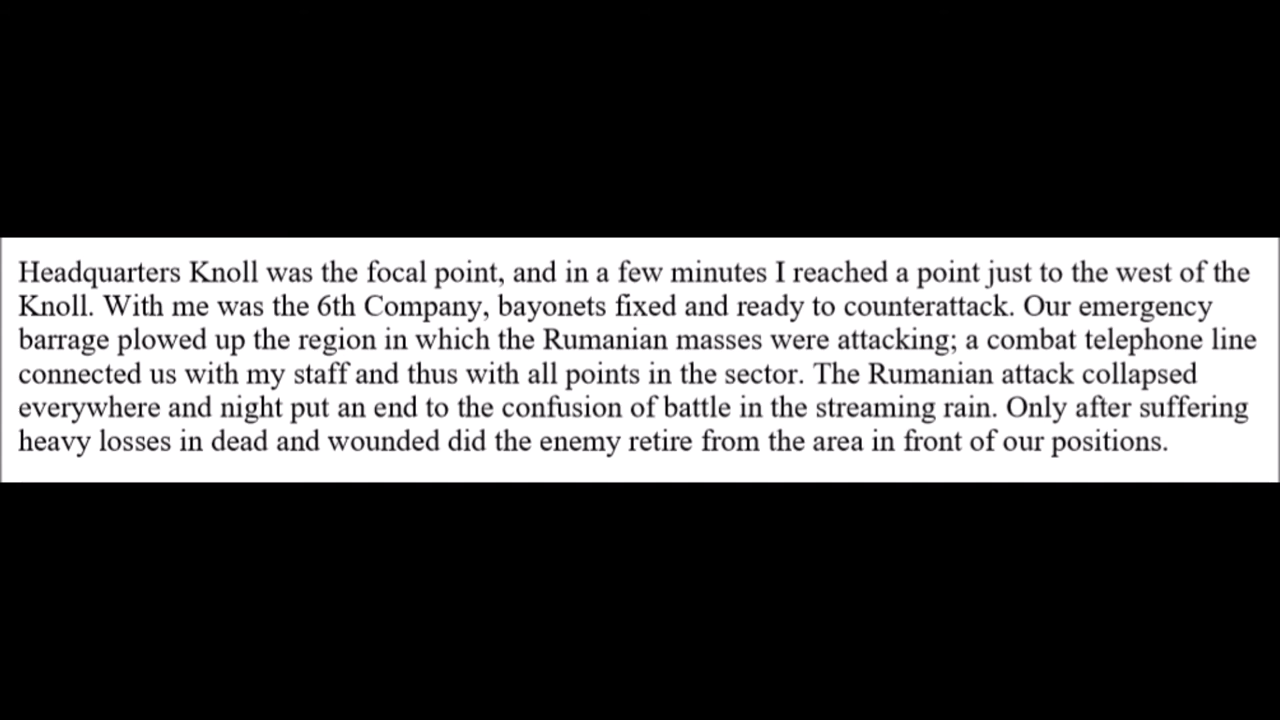 Headquarters Knoll was the focal point, and in a few minutes I reached a point just to the west of the
Knoll. With me was the 6th Company, bayonets fixed and ready to counterattack. Our emergency
barrage plowed up the region in which the Rumanian masses were attacking; a combat telephone line
connected us with my staff and thus with all points in the sector. The Rumanian attack collapsed
everywhere and night put an end to the confusion of battle in the streaming rain. Only after suffering
heavy losses in dead and wounded did the enemy retire from the area in front of our positions.